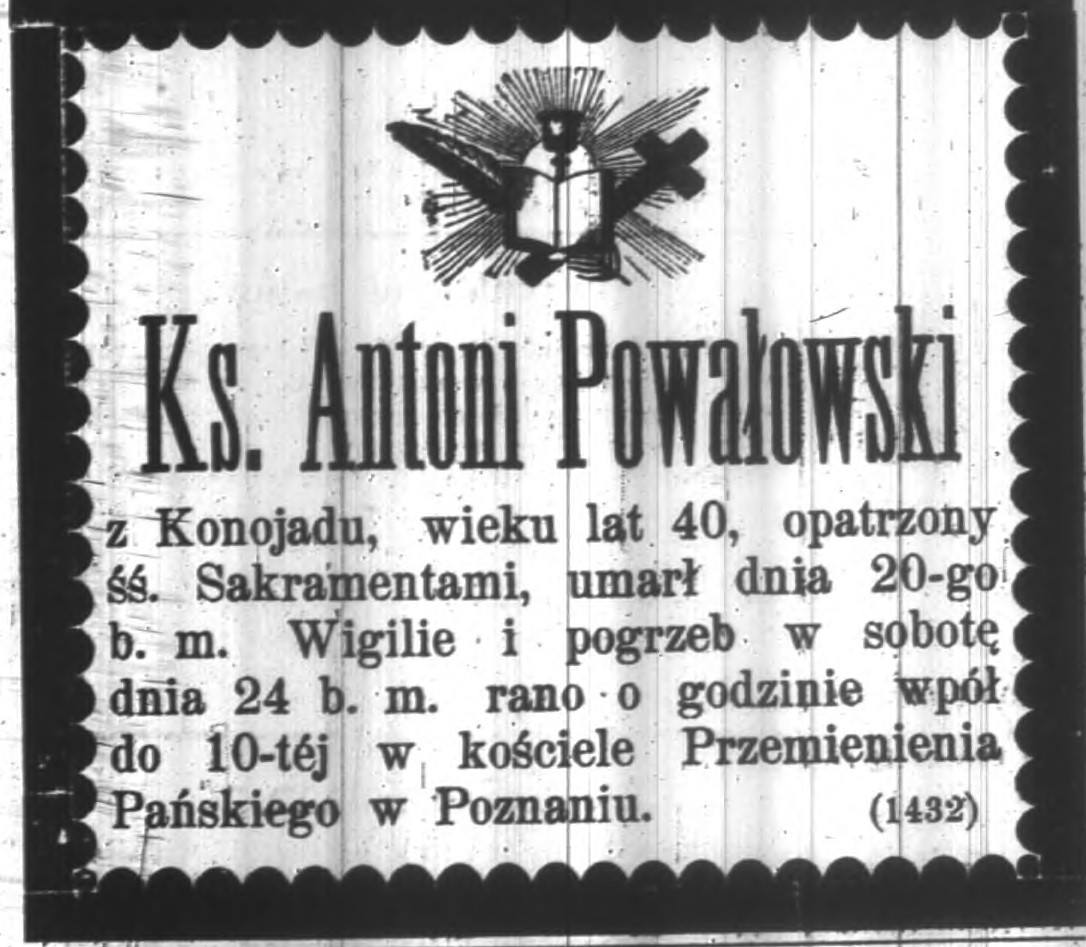 Ks. Antoni Powałowski
z Konojadu, wieku lat 40, opatrzony
śś. Sakramentami, umarł dnia 20-go
b. m. Wigilie i pogrzeb w sobotę
dnia 24 b. m. rano o godzinie wpół
do 10-téj w kościele Przemienienia
Pańskiego w Poznaniu. (1432)